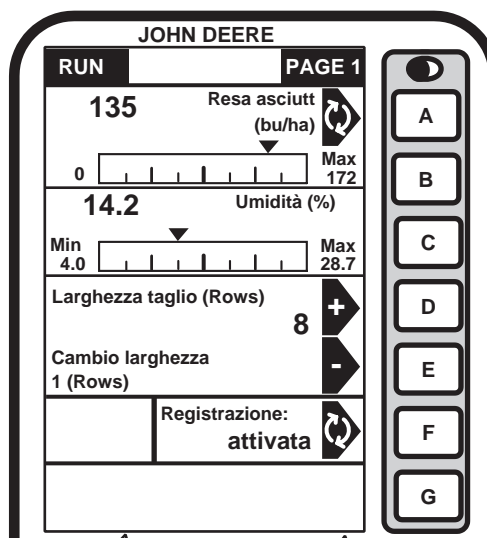 JOHN DEERE
RUN PAGE 1
135 Resa asciutt
(bu/ha)
0 Max
172
14.2 Umidità (%)
Min Max
4.0 28.7
Larghezza taglio (Rows)
8 +
Cambio larghezza -
1 (Rows)
Registrazione:
attivata
A
B
C
D
E
F
G